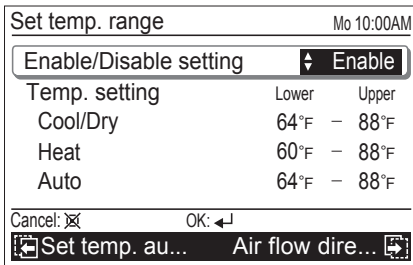 Set temp. range Mo 10:00AM
Enable/Disable setting Enable
Temp. setting Lower Upper
Cool/Dry 64°F – 88°F
Heat 60°F – 88°F
Auto 64°F – 88°F
Cancel: OK:
Set temp. au... Air flow dire...